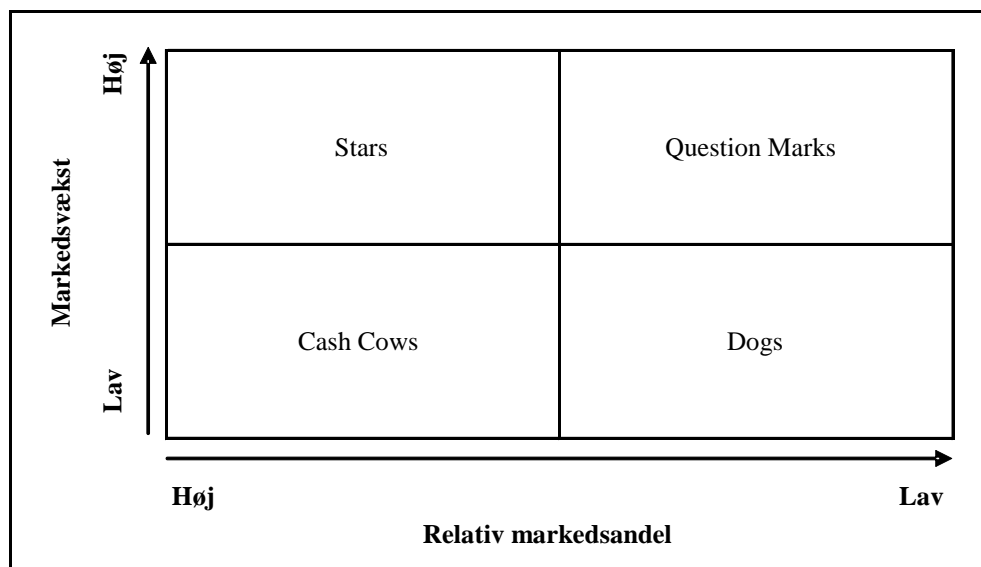 Høj
Stars
Question Marks
Markedsvækst
Cash Cows
Dogs
Lav
Høj
Lav
Relativ markedsandel